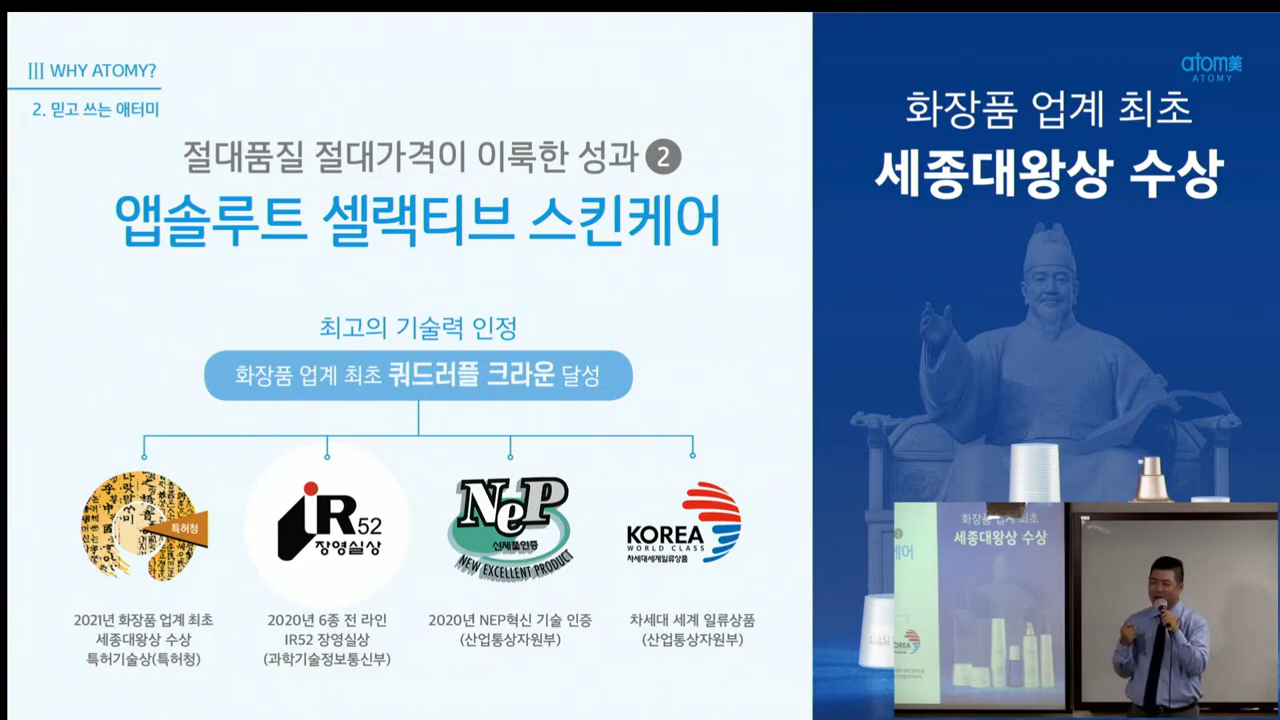 III WHY ATOMY?
2. 믿고 쓰는 애터미
절대품질 절대가격이 이룩한 성과 2
앱솔루트 셀랙티브 스킨케어
최고의 기술력 인정
화장품 업계 최초 쿼드러플 크라운 달성
특허청
2021년 화장품 업계 최초
세종대왕상 수상
특허기술상(특허청)
IR52
장영실상
2020년 6종 전 라인
IR52 장영실상
(과학기술정보통신부)
NeP
신제품인증
NEW EXCELLENT PRODUCT
2020년 NEP혁신 기술 인증
(산업통상자원부)
KOREA
WORLD CLASS
차세대세계일류상품
차세대 세계 일류상품
(산업통상자원부)
atom美
ATOMY
화장품 업계 최초
세종대왕상 수상
화장품 업계 최초
세종대왕상 수상
케어